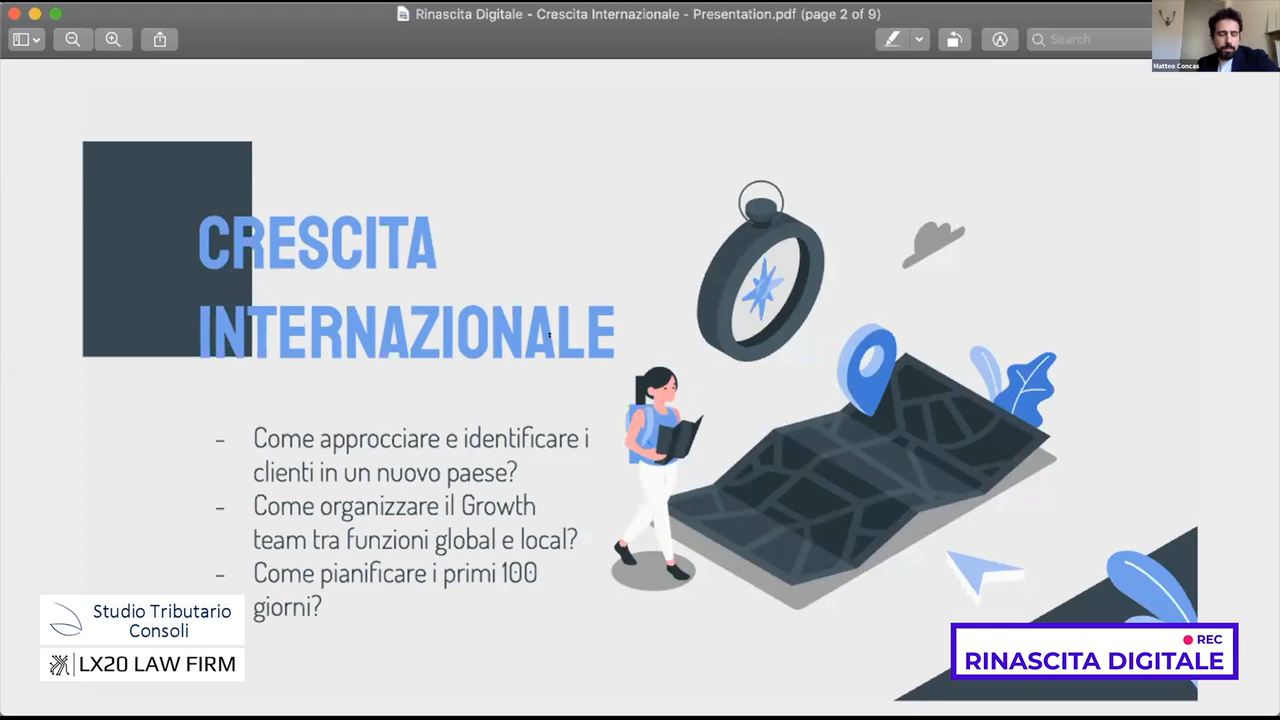 Rinascita Digitale - Crescita Internazionale - Presentation.pdf (page 2 of 9)
Search
Matteo Concas
CRESCITA
INTERNAZIONALE
- Come approcciare e identificare i
clienti in un nuovo paese?
- Come organizzare il Growth
team tra funzioni global e local?
- Come pianificare i primi 100
giorni?
Studio Tributario
Consoli
LX20 LAW FIRM
REC
RINASCITA DIGITALE